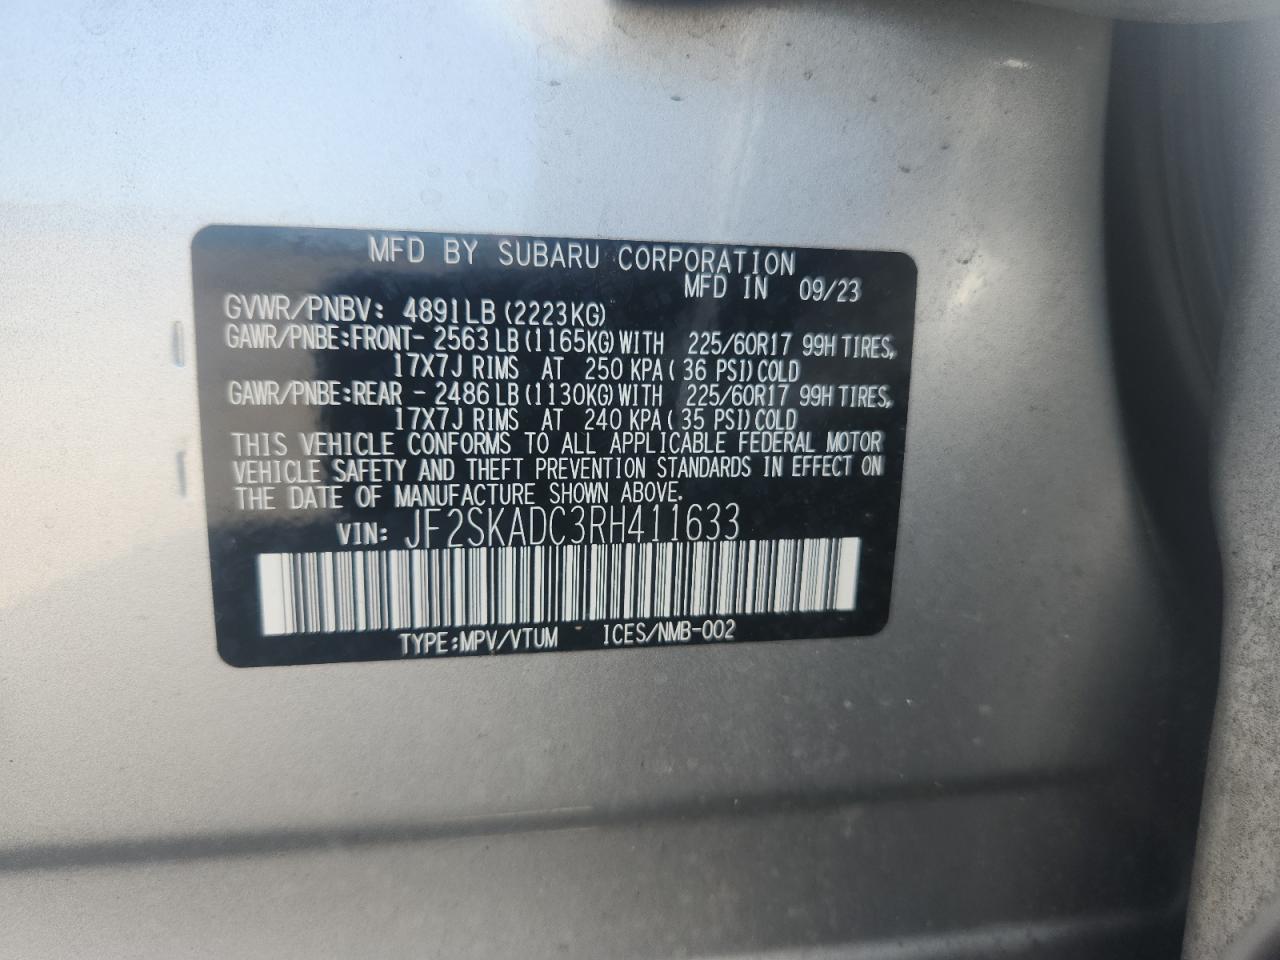 MFD BY SUBARU CORPORATION
MFD IN 09/23
GVWR/PNBV: 4891LB (2223KG)
GAWR/PNBE:FRONT- 2563LB (1165KG) WITH 225/60R17 99H TIRES,
17X7J RIMS AT 250 KPA ( 36 PSI) COLD
GAWR/PNBE:REAR - 2486LB (1130KG) WITH 225/60R17 99H TIRES,
17X7J RIMS AT 240 KPA ( 35 PSI) COLD
THIS VEHICLE CONFORMS TO ALL APPLICABLE FEDERAL MOTOR
VEHICLE SAFETY AND THEFT PREVENTION STANDARDS IN EFFECT ON
THE DATE OF MANUFACTURE SHOWN ABOVE.
VIN: JF2SKADC3RH411633
TYPE:MPV/VTUM ICES/NMB-002